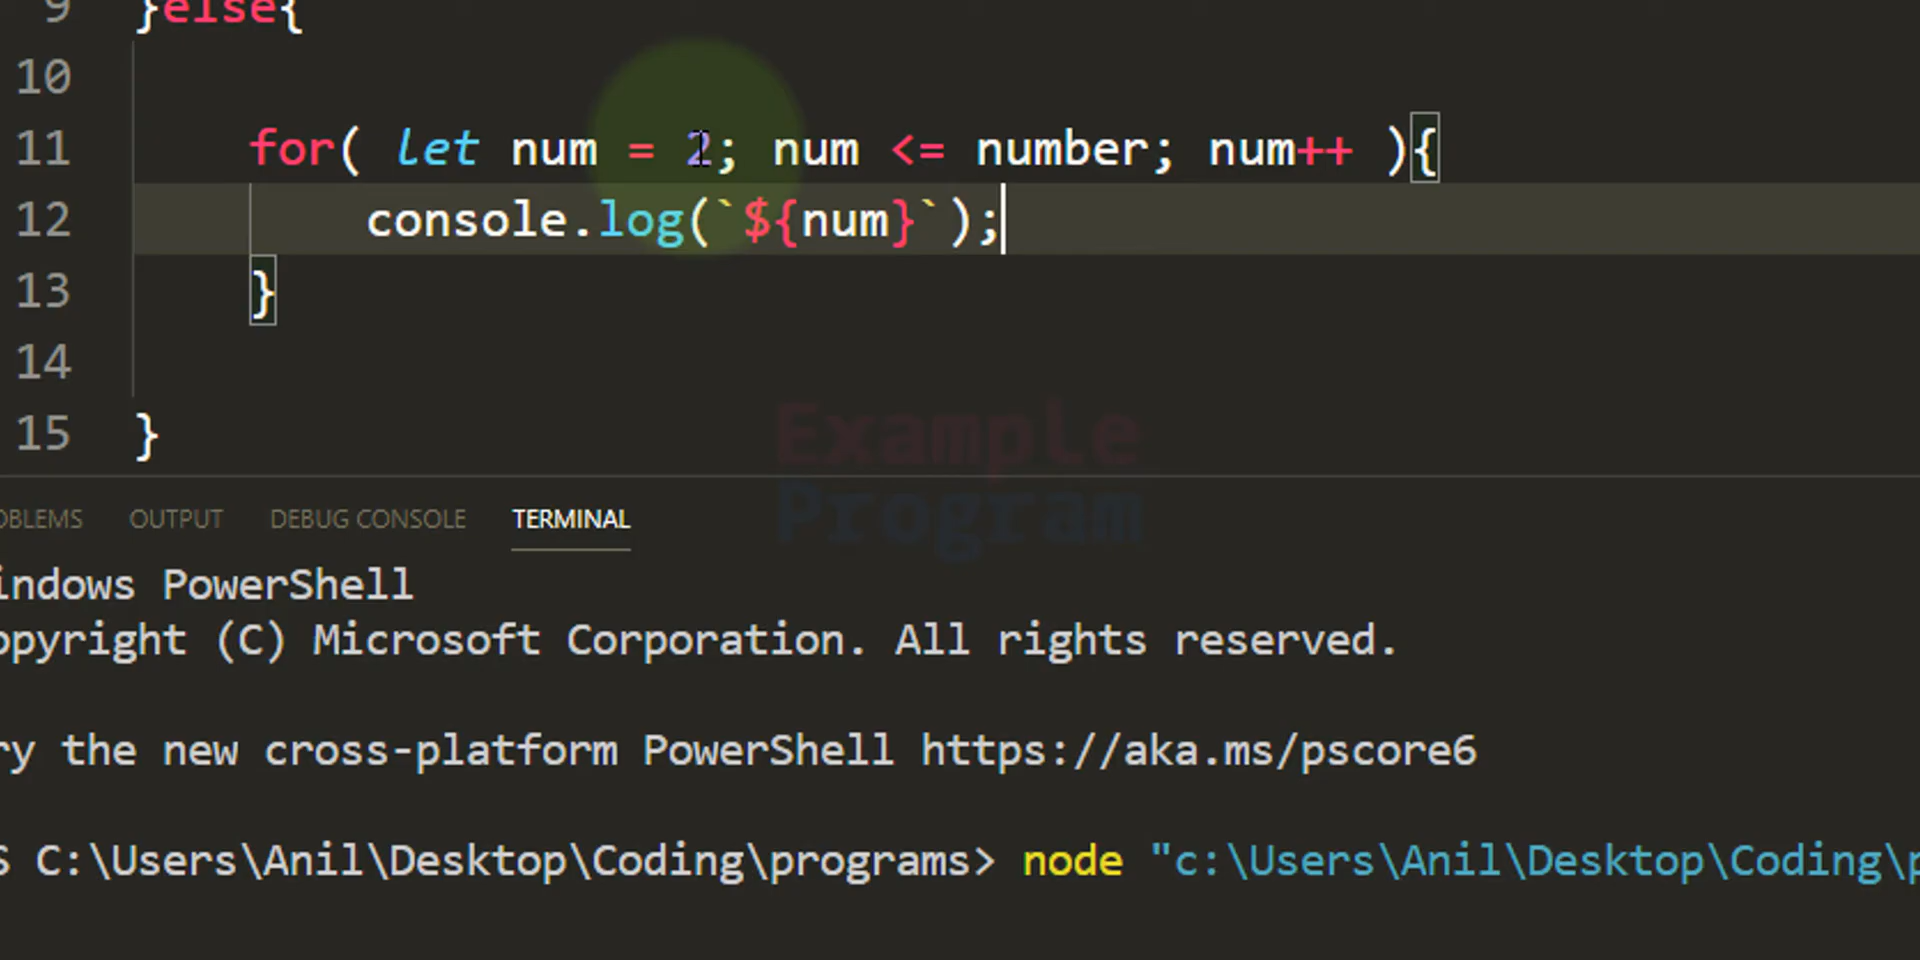 9 }else{
10
11 for( let num = 2; num <= number; num++ ){
12 console.log(`${num}`);
13 }
14
15 }
Example
Program
OBLEMS OUTPUT DEBUG CONSOLE TERMINAL
indows PowerShell
opyright (C) Microsoft Corporation. All rights reserved.
ry the new cross-platform PowerShell https://aka.ms/pscore6
S C:\Users\Anil\Desktop\Coding\programs> node "c:\Users\Anil\Desktop\Coding\p